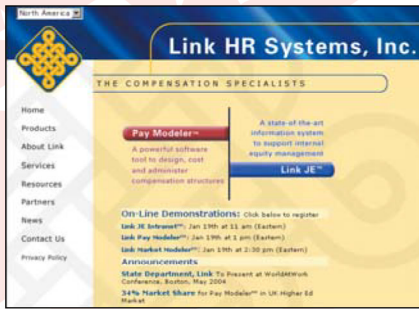 North America
Link HR Systems, Inc.
THE COMPENSATION SPECIALISTS
Home
Products
About Link
Services
Resources
Partners
News
Contact Us
Privacy Policy
Pay Modeler™
A powerful software
tool to design, cost
and administer
compensation structures
A state-of-the-art
information system
to support internal
equity management
Link JE™
On-Line Demonstrations: Click below to register
Link JE Intranet™: Jan 19th at 11 am (Eastern)
Link Pay Modeler™: Jan 19th at 1 pm (Eastern)
Link Market Modeler™: Jan 19th at 2:30 pm (Eastern)
Announcements
State Department, Link To Present at WorldAtWork
Conference, Boston, May 2004
34% Market Share for Pay Modeler™ in UK Higher Ed
Market